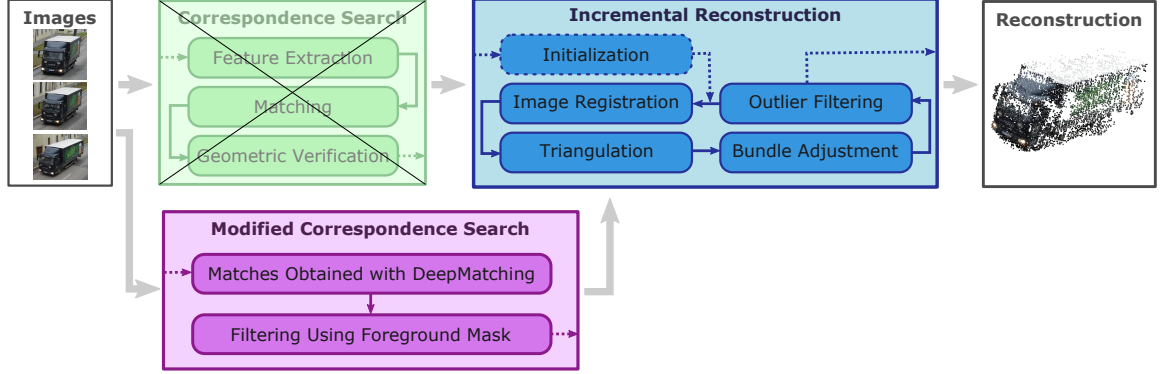 Images
Correspondence Search
Feature Extraction
Matching
Geometric Verification
Incremental Reconstruction
Initialization
Image Registration
Outlier Filtering
Triangulation
Bundle Adjustment
Reconstruction
Modified Correspondence Search
Matches Obtained with DeepMatching
Filtering Using Foreground Mask